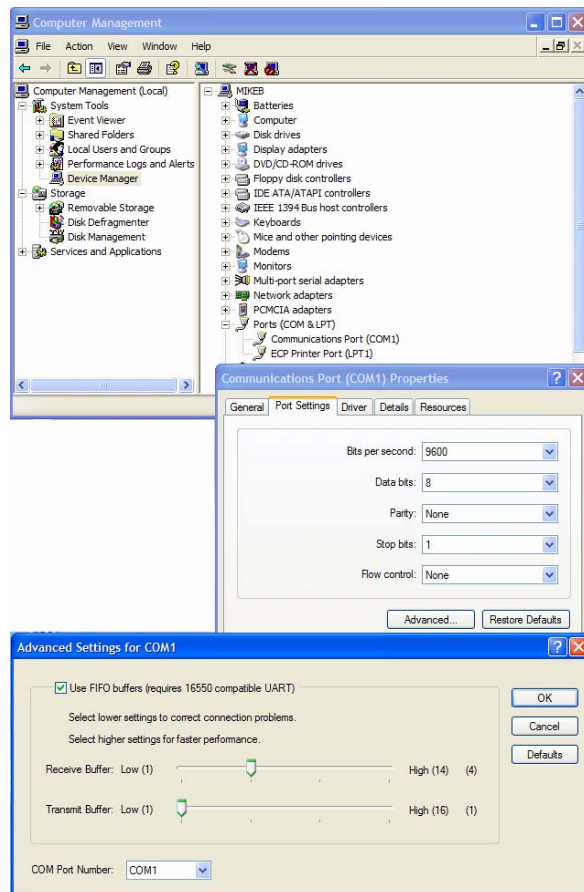 Computer Management
File Action View Window Help
Computer Management (Local)
System Tools
Event Viewer
Shared Folders
Local Users and Groups
Performance Logs and Alerts
Device Manager
Storage
Removable Storage
Disk Defragmenter
Disk Management
Services and Applications
MIKEB
Batteries
Computer
Disk drives
Display adapters
DVD/CD-ROM drives
Floppy disk controllers
IDE ATA/ATAPI controllers
IEEE 1394 Bus host controllers
Keyboards
Mice and other pointing devices
Modems
Monitors
Multi-port serial adapters
Network adapters
PCMCIA adapters
Ports (COM & LPT)
Communications Port (COM1)
ECP Printer Port (LPT1)
Communications Port (COM1) Properties
General Port Settings Driver Details Resources
Bits per second: 9600
Data bits: 8
Parity: None
Stop bits: 1
Flow control: None
Advanced... Restore Defaults
Advanced Settings for COM1
Use FIFO buffers (requires 16550 compatible UART)
OK
Select lower settings to correct connection problems.
Cancel
Select higher settings for faster performance.
Defaults
Receive Buffer: Low (1) High (14) (4)
Transmit Buffer: Low (1) High (16) (1)
COM Port Number: COM1